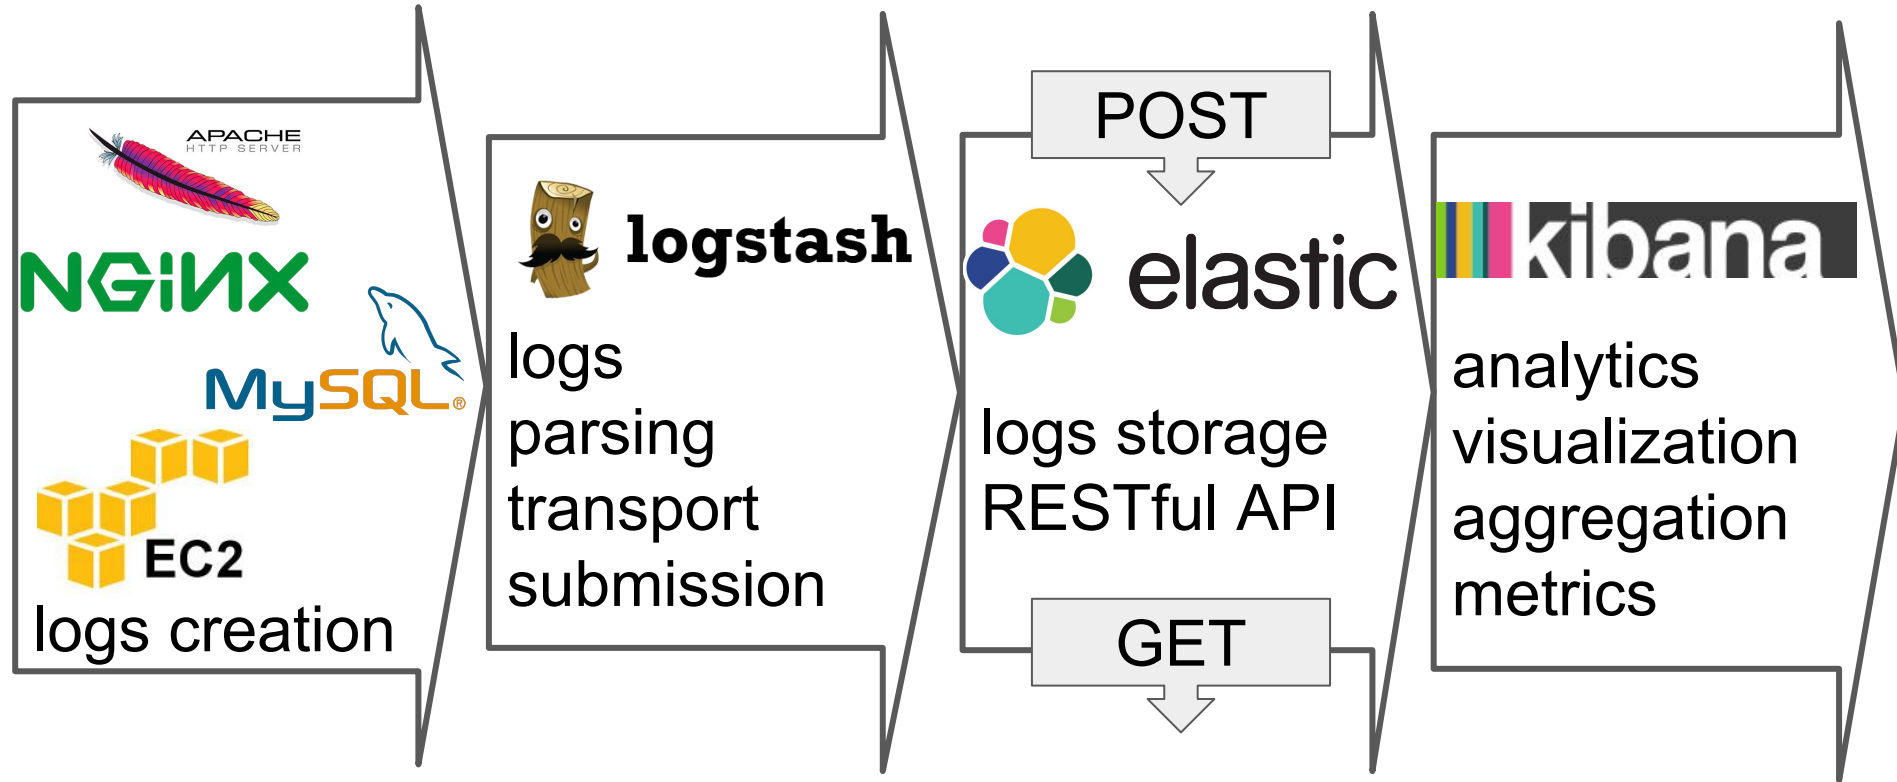 APACHE
HTTP SERVER
NGINX
MySQL®
EC2
logs creation
logstash
logs
parsing
transport
submission
POST
elastic
logs storage
RESTful API
GET
kibana
analytics
visualization
aggregation
metrics